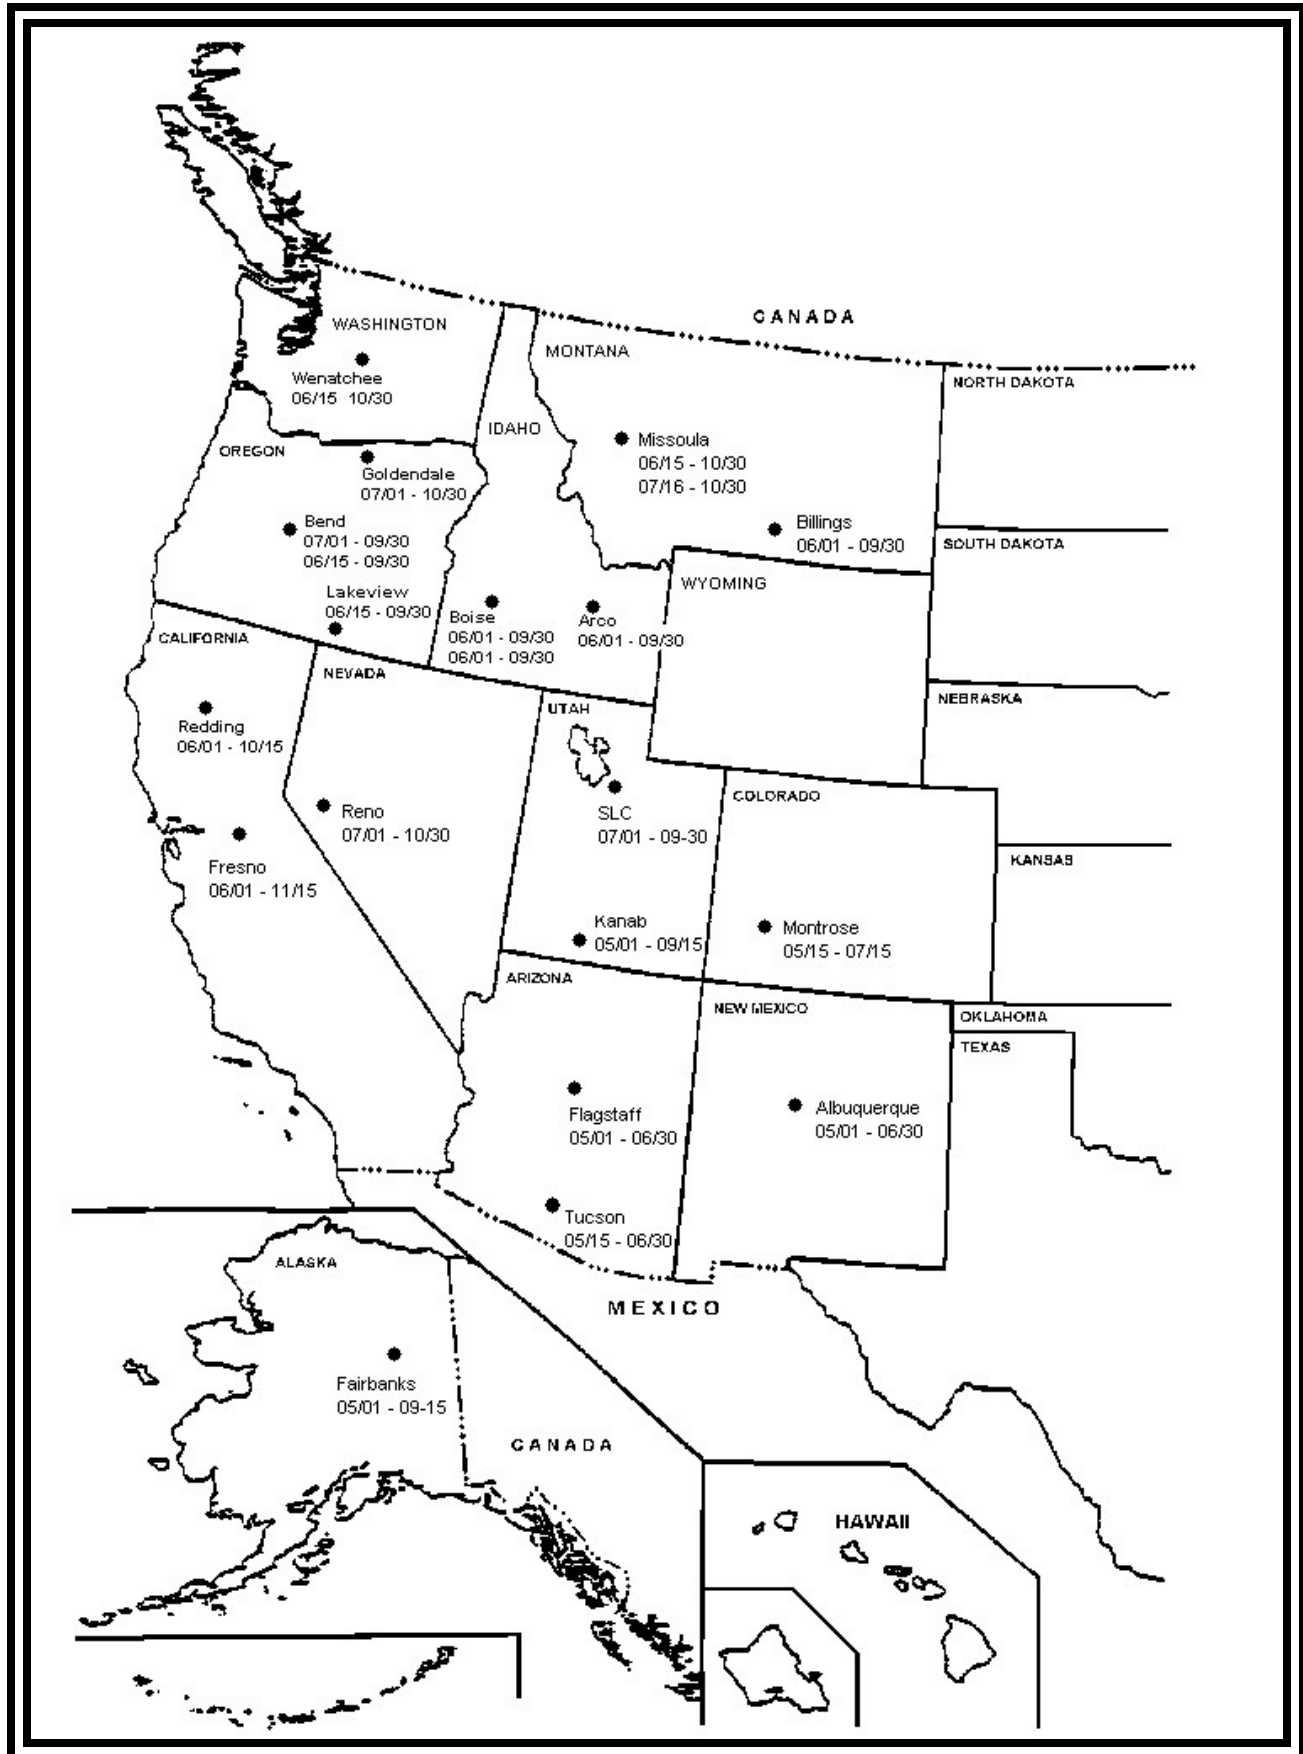 CANADA
WASHINGTON
Wenatchee
06/15 10/30
MONTANA
NORTH DAKOTA
IDAHO
Missoula
06/15 - 10/30
07/16 - 10/30
OREGON
Goldendale
07/01 - 10/30
Bend
07/01 - 09/30
06/15 - 09/30
Billings
06/01 - 09/30
SOUTH DAKOTA
Lakeview
06/15 - 09/30
WYOMING
Boise
06/01 - 09/30
06/01 - 09/30
Arco
06/01 - 09/30
CALIFORNIA
NEVADA
NEBRASKA
UTAH
Redding
06/01 - 10/15
Reno
07/01 - 10/30
SLC
07/01 - 09-30
COLORADO
KANSAS
Fresno
06/01 - 11/15
Kanab
05/01 - 09/15
Montrose
05/15 - 07/15
ARIZONA
NEW MEXICO
OKLAHOMA
TEXAS
Flagstaff
05/01 - 06/30
Albuquerque
05/01 - 06/30
Tucson
05/15 - 06/30
MEXICO
ALASKA
Fairbanks
05/01 - 09-15
CANADA
HAWAII